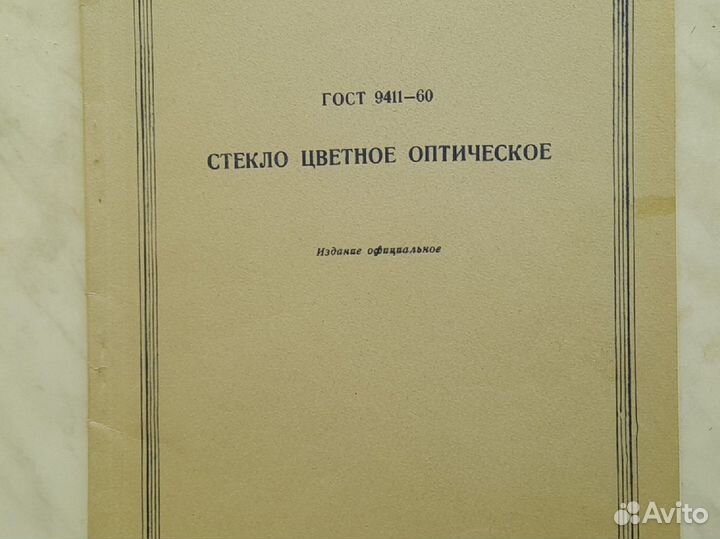 ГОСТ 9411—60
СТЕКЛО ЦВЕТНОЕ ОПТИЧЕСКОЕ
Издание официальное
Avito